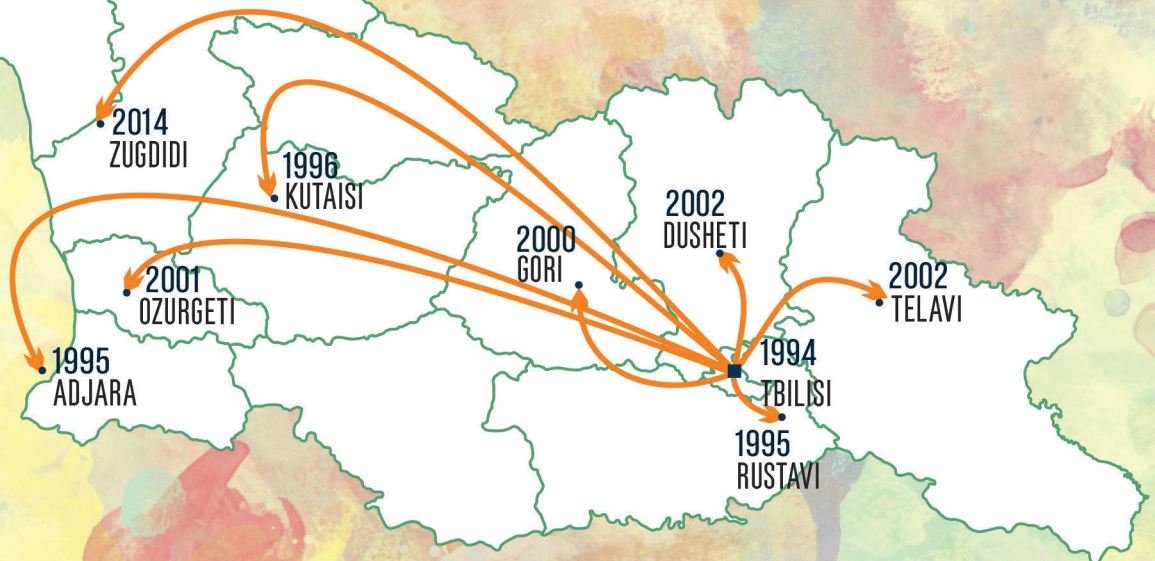 2014
ZUGDIDI
1996
KUTAISI
2002
DUSHETI
2000
GORI
2001
OZURGETI
2002
TELAVI
1995
ADJARA
1994
TBILISI
1995
RUSTAVI